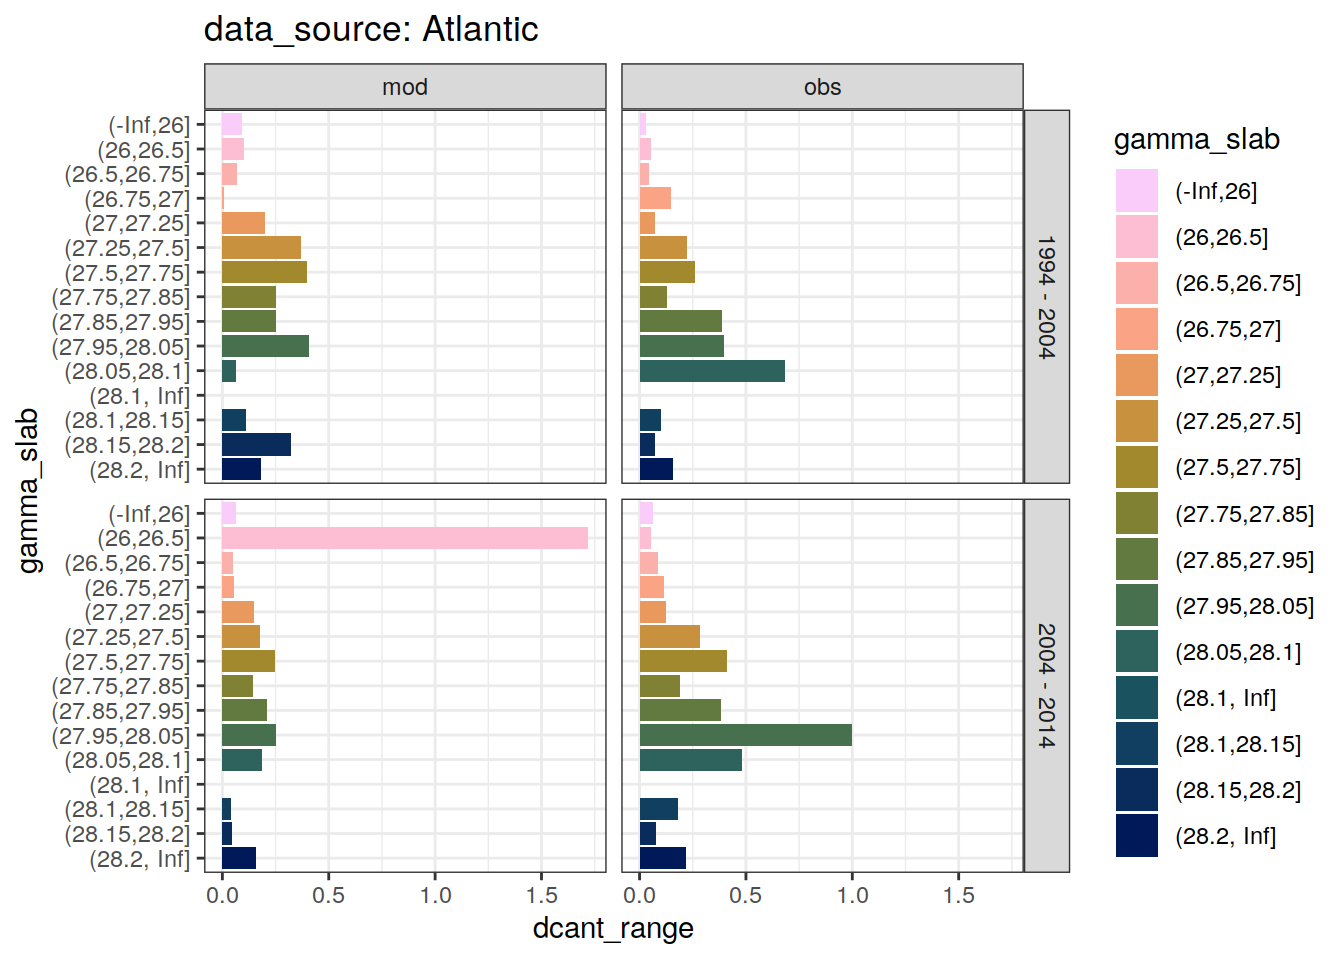 data_source: Atlantic
mod
obs
(-Inf,26]
(26,26.5]
(26.5,26.75]
(26.75,27]
(27,27.25]
(27.25,27.5]
(27.5,27.75]
(27.75,27.85]
(27.85,27.95]
(27.95,28.05]
(28.05,28.1]
(28.1, Inf]
(28.1,28.15]
(28.15,28.2]
(28.2, Inf]
1994 - 2004
(-Inf,26]
(26,26.5]
(26.5,26.75]
(26.75,27]
(27,27.25]
(27.25,27.5]
(27.5,27.75]
(27.75,27.85]
(27.85,27.95]
(27.95,28.05]
(28.05,28.1]
(28.1, Inf]
(28.1,28.15]
(28.15,28.2]
(28.2, Inf]
2004 - 2014
gamma_slab
0.0 0.5 1.0 1.5
0.0 0.5 1.0 1.5
dcant_range
gamma_slab
(-Inf,26]
(26,26.5]
(26.5,26.75]
(26.75,27]
(27,27.25]
(27.25,27.5]
(27.5,27.75]
(27.75,27.85]
(27.85,27.95]
(27.95,28.05]
(28.05,28.1]
(28.1, Inf]
(28.1,28.15]
(28.15,28.2]
(28.2, Inf]